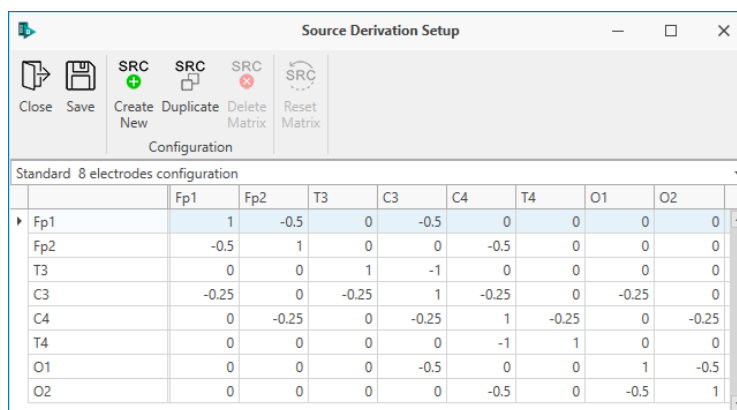 Source Derivation Setup
SRC SRC SRC SRC
Close Save Create New Duplicate Delete Matrix Reset Matrix
Configuration
Standard 8 electrodes configuration
Fp1 Fp2 T3 C3 C4 T4 O1 O2
Fp1 1 -0.5 0 -0.5 0 0 0 0
Fp2 -0.5 1 0 0 -0.5 0 0 0
T3 0 0 1 -1 0 0 0 0
C3 -0.25 0 -0.25 1 -0.25 0 -0.25 0
C4 0 -0.25 0 -0.25 1 -0.25 0 -0.25
T4 0 0 0 0 -1 1 0 0
O1 0 0 0 -0.5 0 0 1 -0.5
O2 0 0 0 0 -0.5 0 -0.5 1